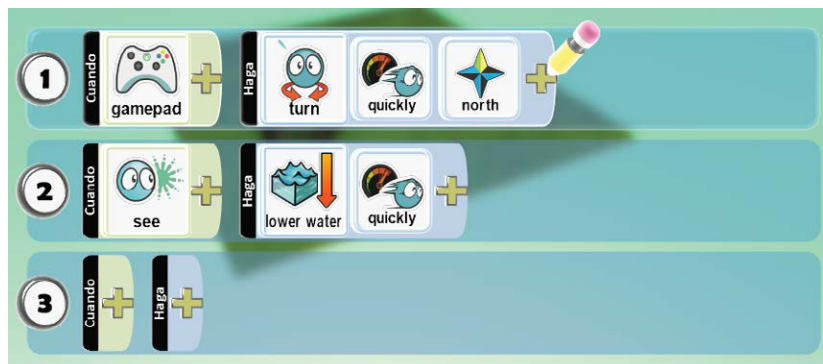 1 Cuando gamepad Haga turn quickly north
2 Cuando see Haga lower water quickly
3 Cuando Haga